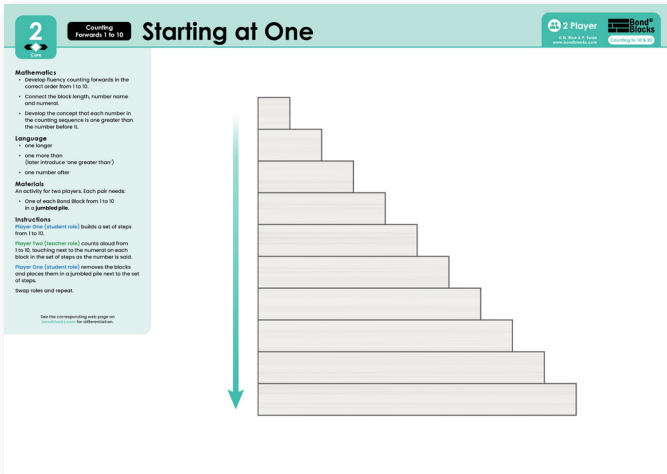 2
Core
Counting
Forwards 1 to 10
Starting at One
2 Player
© N. Rice & P. Swan
www.bondblocks.com
Bond®
Blocks
Counting to 10 & 20
Mathematics
• Develop fluency counting forwards in the
correct order from 1 to 10.
• Connect the block length, number name
and numeral.
• Develop the concept that each number in
the counting sequence is one greater than
the number before it.
Language
• one longer
• one more than
(later introduce ‘one greater than’)
• one number after
Materials
An activity for two players. Each pair needs:
• One of each Bond Block from 1 to 10
in a jumbled pile.
Instructions
Player One (student role) builds a set of steps
from 1 to 10.
Player Two (teacher role) counts aloud from
1 to 10, touching next to the numeral on each
block in the set of steps as the number is said.
Player One (student role) removes the blocks
and places them in a jumbled pile next to the set
of steps.
Swap roles and repeat.
See the corresponding web page on
bondblocks.com for differentiation.